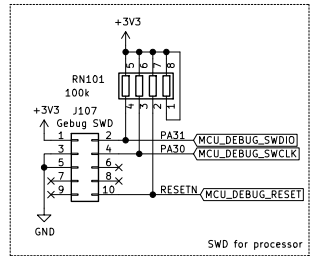 +3V3
5 6 7 8
RN101
100k
4 3 2 1
+3V3
J107
Gebug SWD
1 2 PA31 MCU_DEBUG_SWDIO
3 4 PA30 MCU_DEBUG_SWCLK
5 6
7 8
9 10 RESETN MCU_DEBUG_RESET
GND
SWD for processor